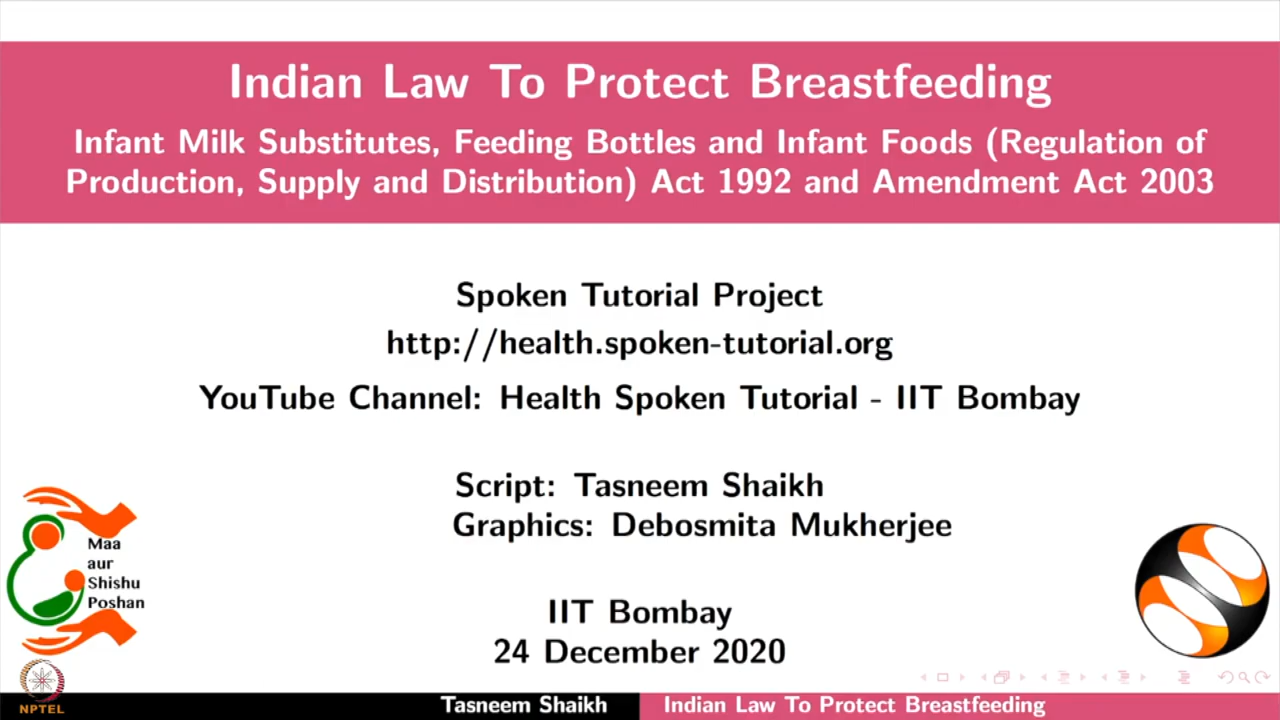 Indian Law To Protect Breastfeeding
Infant Milk Substitutes, Feeding Bottles and Infant Foods (Regulation of
Production, Supply and Distribution) Act 1992 and Amendment Act 2003
Spoken Tutorial Project
http://health.spoken-tutorial.org
YouTube Channel: Health Spoken Tutorial - IIT Bombay
Script: Tasneem Shaikh
Graphics: Debosmita Mukherjee
Maa
aur
Shishu
Poshan
IIT Bombay
24 December 2020
NPTEL
Tasneem Shaikh
Indian Law To Protect Breastfeeding